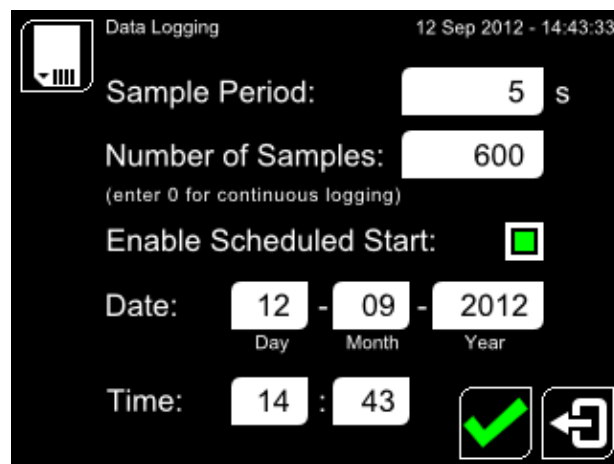 Data Logging 12 Sep 2012 - 14:43:33
Sample Period: 5 s
Number of Samples: 600
(enter 0 for continuous logging)
Enable Scheduled Start:
Date: 12 - 09 - 2012
Day Month Year
Time: 14 : 43